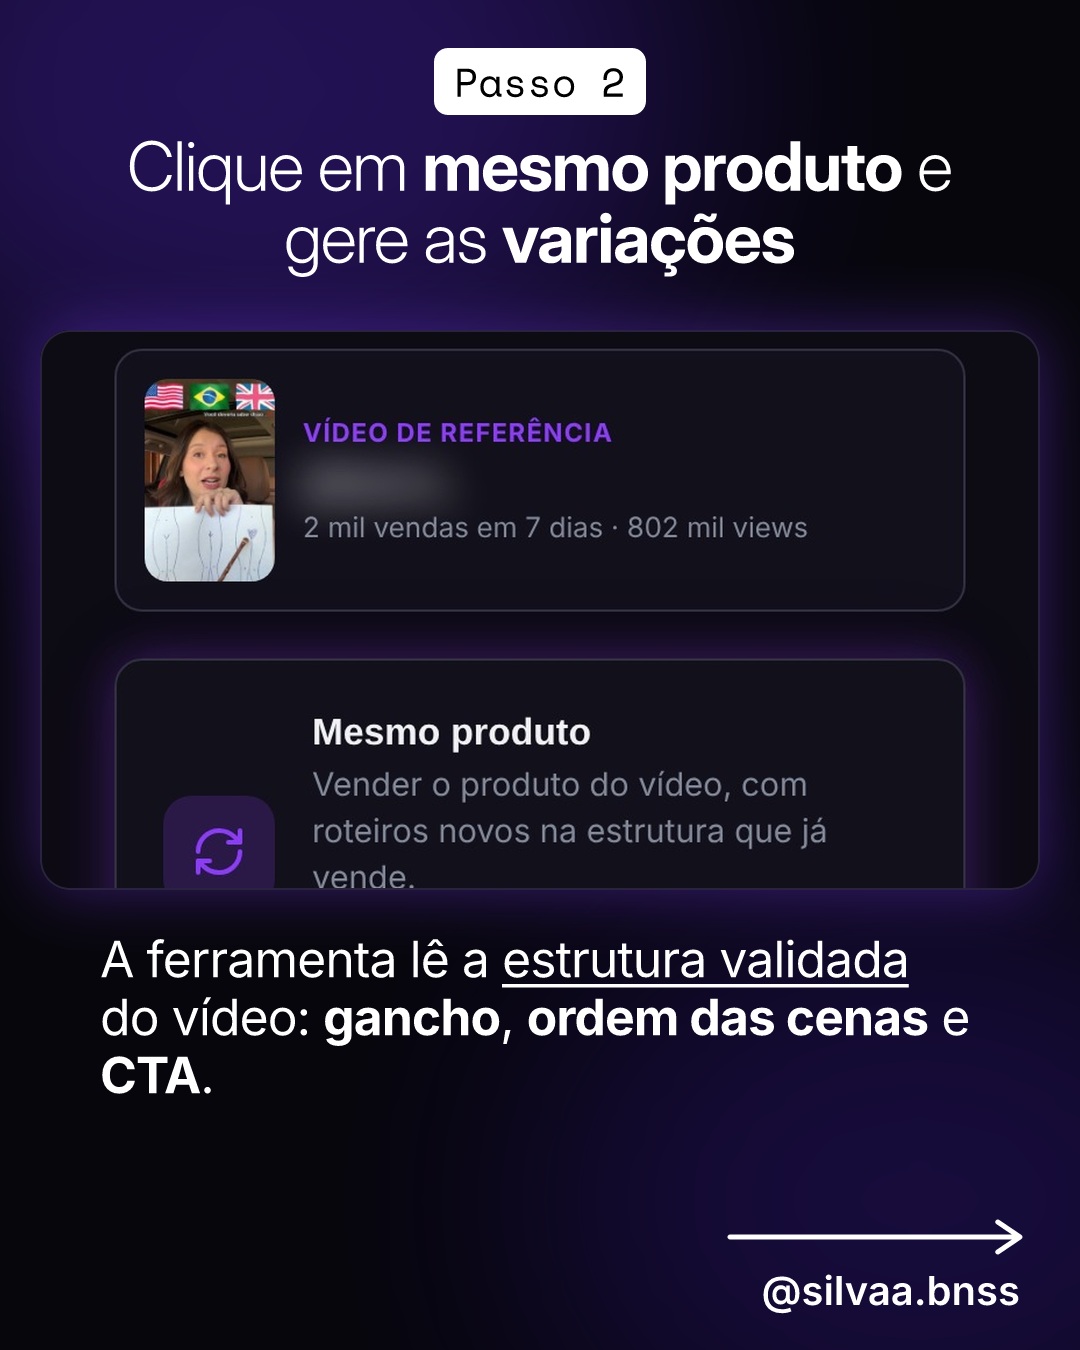 Passo 2
Clique em mesmo produto e
gere as variações
VÍDEO DE REFERÊNCIA
2 mil vendas em 7 dias · 802 mil views
Mesmo produto
Vender o produto do vídeo, com
roteiros novos na estrutura que já
vende.
A ferramenta lê a estrutura validada
do vídeo: gancho, ordem das cenas e
CTA.
@silvaa.bnss